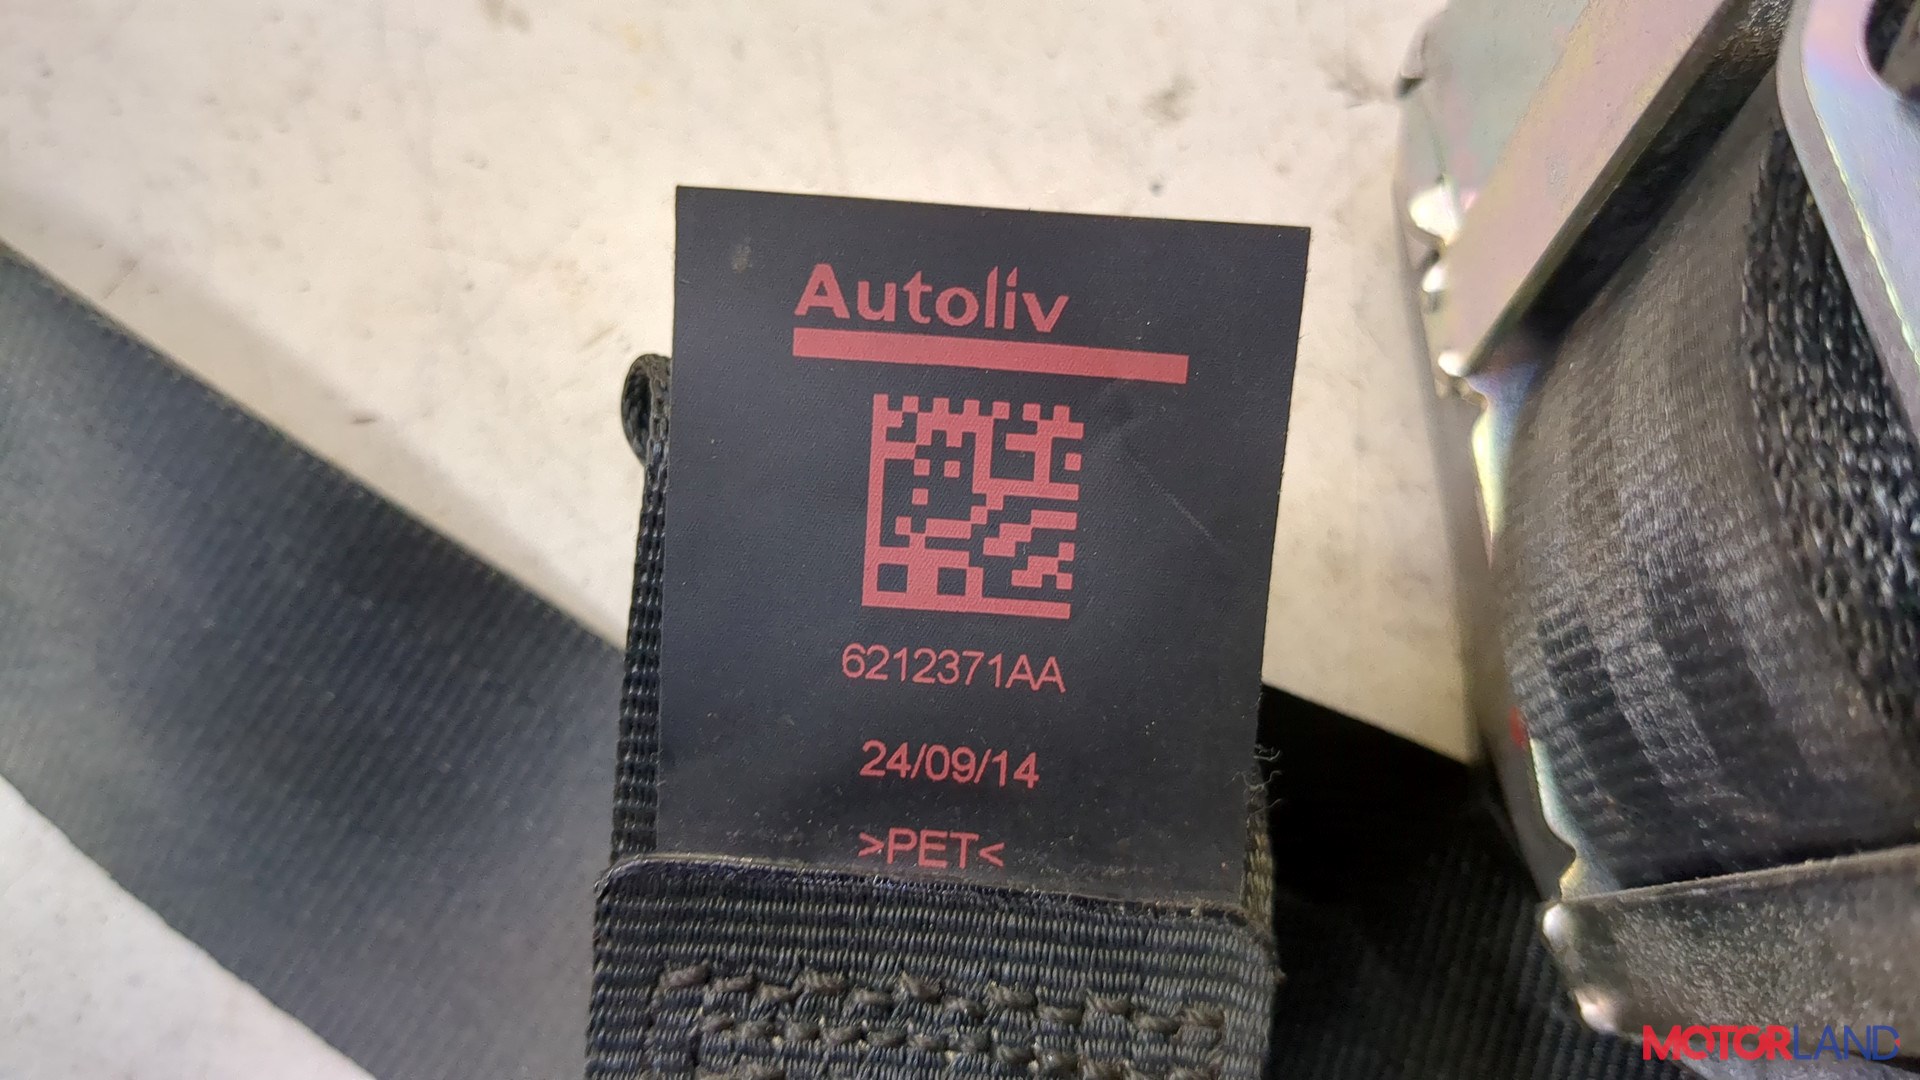 Autoliv
6212371AA
24/09/14
>PET<
MOTORLAND